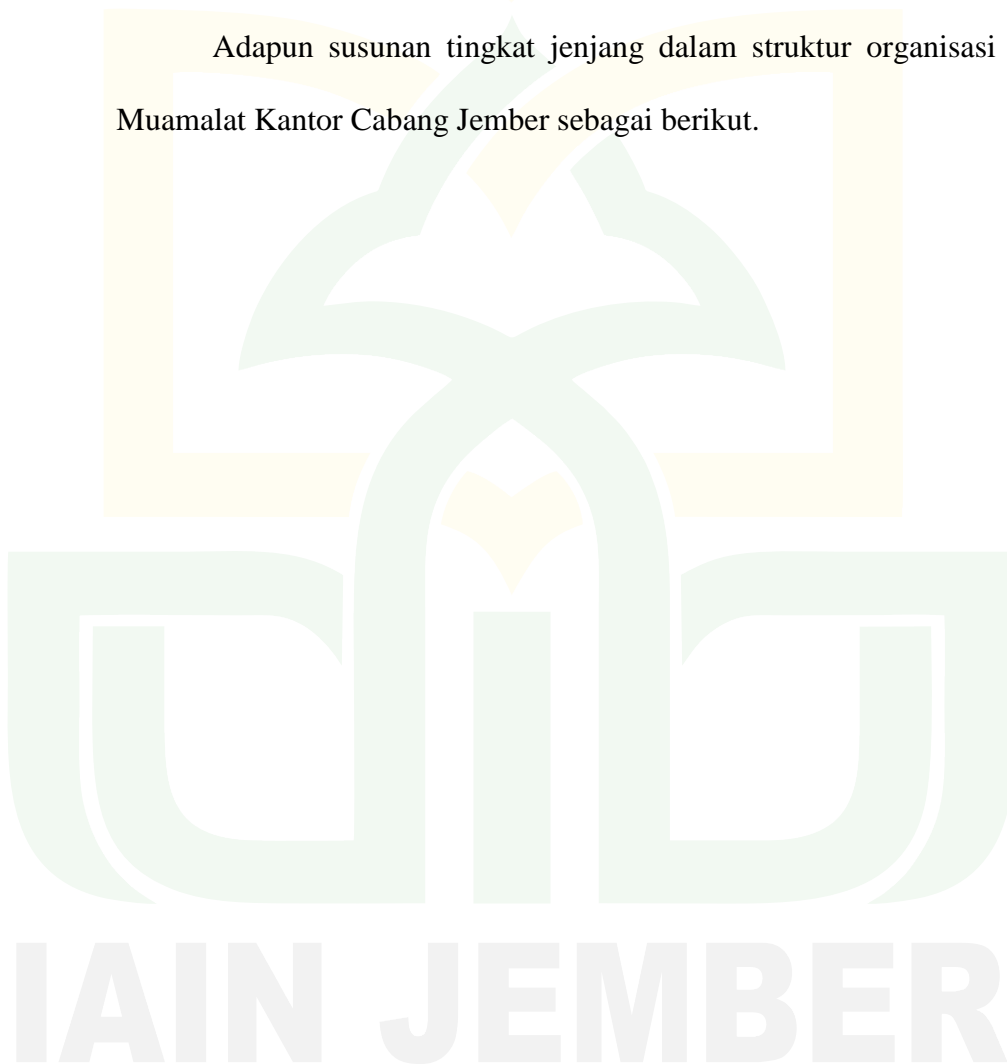 Adapun susunan tingkat jenjang dalam struktur organisasi
Muamalat Kantor Cabang Jember sebagai berikut.
IAIN JEMBER